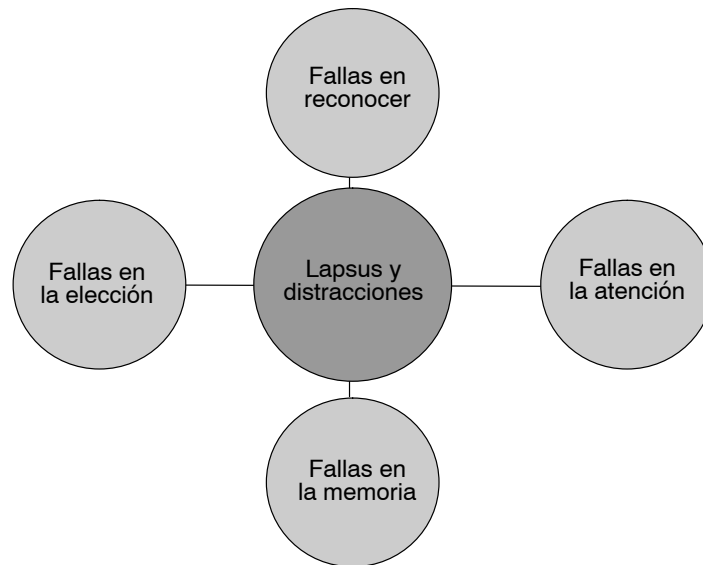 Fallas en
reconocer
Fallas en
la elección
Lapsus y
distracciones
Fallas en
la atención
Fallas en
la memoria